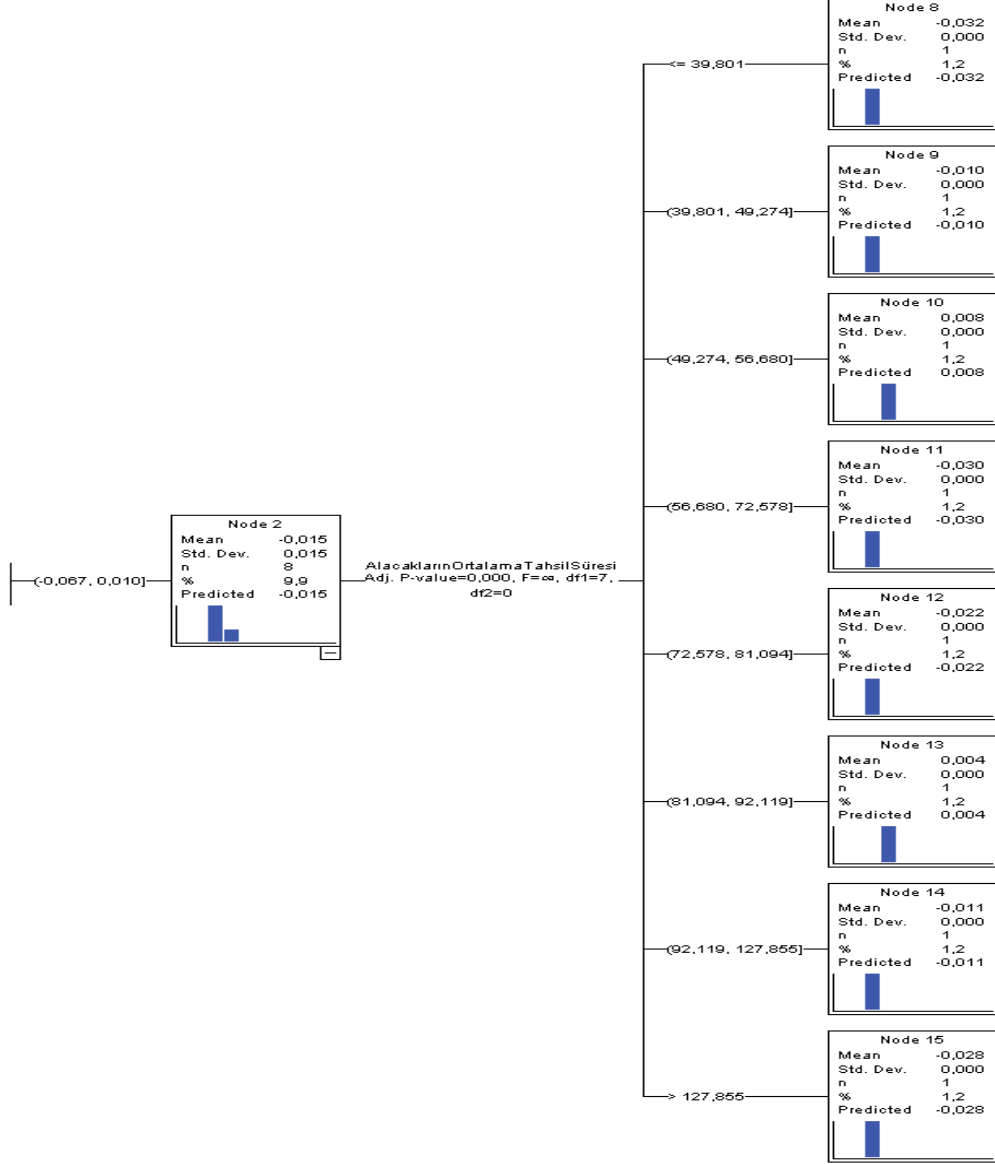 (-0,067, 0,010]
Node 2
Mean -0,015
Std. Dev. 0,015
n 8
% 9,9
Predicted -0,015
AlacaklarınOrtalamaTahsilSüresi
Adj. P-value=0,000, F=∞, df1=7,
df2=0
<= 39,801
Node 8
Mean -0,032
Std. Dev. 0,000
n 1
% 1,2
Predicted -0,032
(39,801, 49,274]
Node 9
Mean -0,010
Std. Dev. 0,000
n 1
% 1,2
Predicted -0,010
(49,274, 56,680]
Node 10
Mean 0,008
Std. Dev. 0,000
n 1
% 1,2
Predicted 0,008
(56,680, 72,578]
Node 11
Mean -0,030
Std. Dev. 0,000
n 1
% 1,2
Predicted -0,030
(72,578, 81,094]
Node 12
Mean -0,022
Std. Dev. 0,000
n 1
% 1,2
Predicted -0,022
(81,094, 92,119]
Node 13
Mean 0,004
Std. Dev. 0,000
n 1
% 1,2
Predicted 0,004
(92,119, 127,855]
Node 14
Mean -0,011
Std. Dev. 0,000
n 1
% 1,2
Predicted -0,011
> 127,855
Node 15
Mean -0,028
Std. Dev. 0,000
n 1
% 1,2
Predicted -0,028